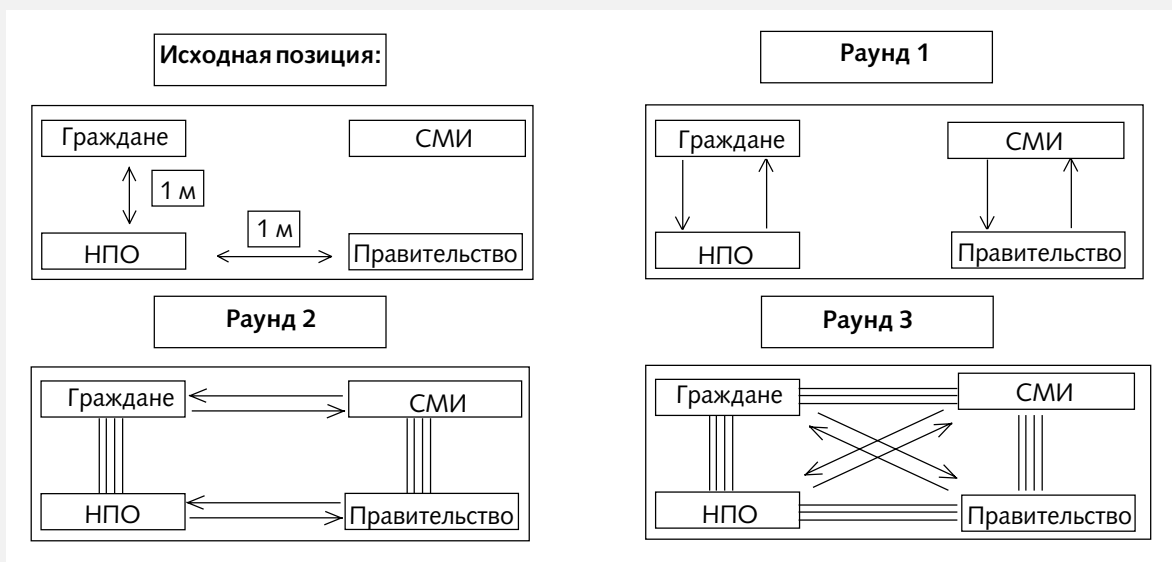 Исходная позиция:
Граждане
СМИ
1 м
1 м
НПО
Правительство
Раунд 1
Граждане
СМИ
НПО
Правительство
Раунд 2
Граждане
СМИ
НПО
Правительство
Раунд 3
Граждане
СМИ
НПО
Правительство